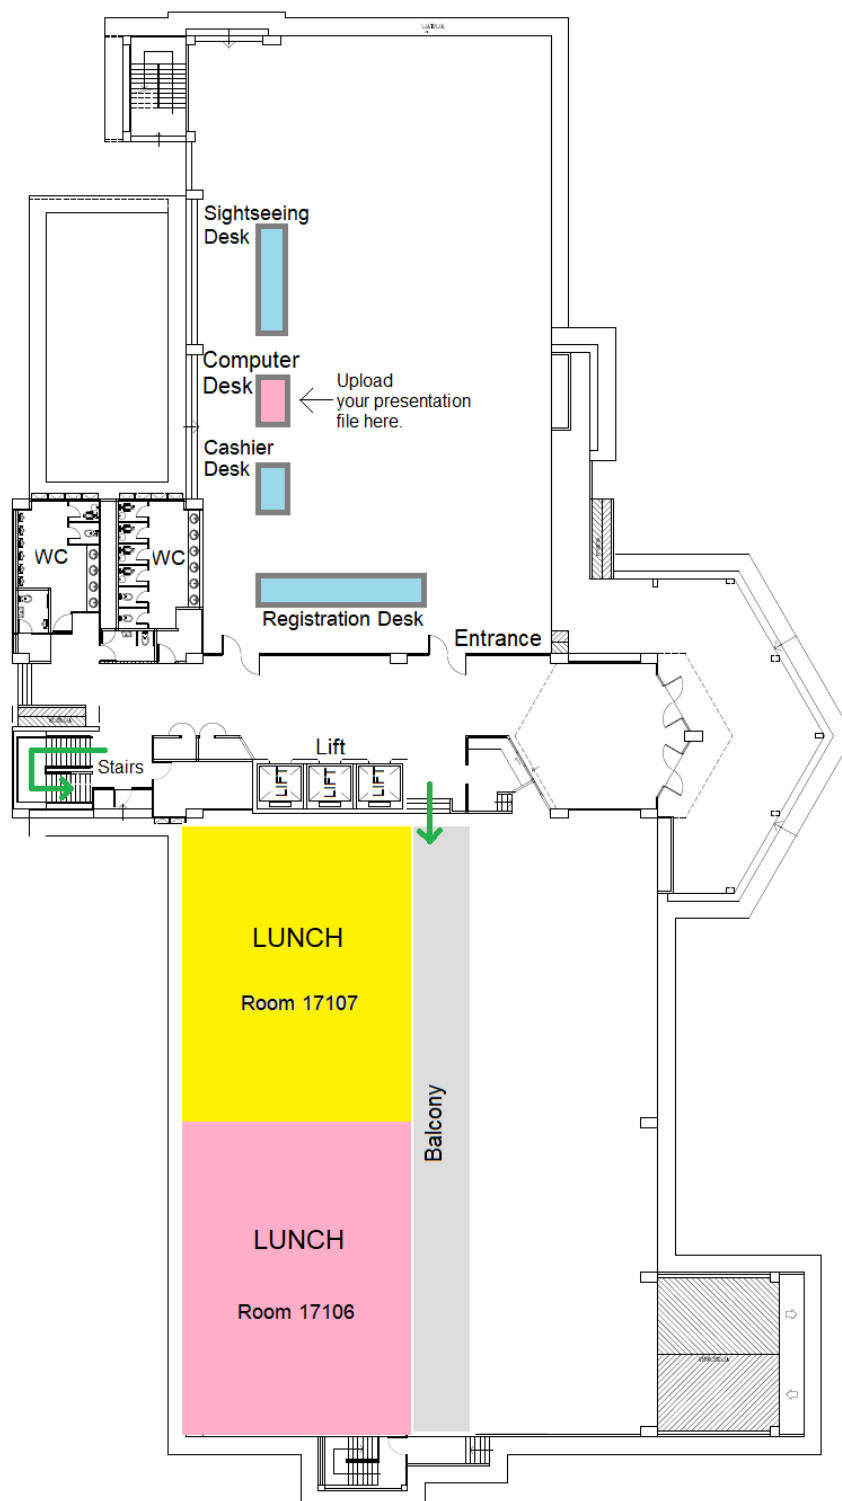 Sightseeing
Desk
Computer
Desk
Upload
your presentation
file here.
Cashier
Desk
WC
WC
Registration Desk
Entrance
Stairs
Lift
LIFT
LIFT
LIFT
LUNCH
Room 17107
Balcony
LUNCH
Room 17106